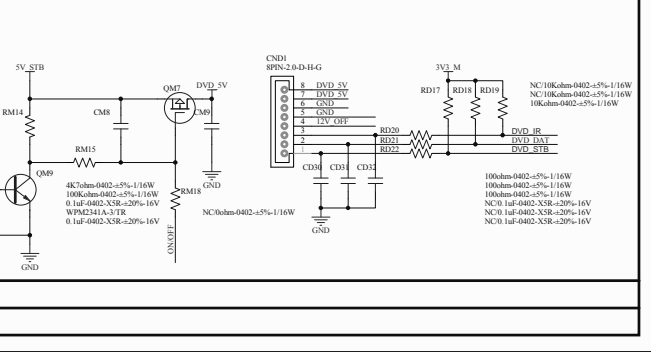 5V_STB
RM14
QM9
GND
RM15
CM8
QM7
DVD_5V
CM9
GND
RM18
ON/OFF
4K7ohm-0402-±5%-1/16W
100Kohm-0402-±5%-1/16W
0.1uF-0402-X5R-±20%-16V
WPM2341A-3/TR
0.1uF-0402-X5R-±20%-16V
NC/0ohm-0402-±5%-1/16W
CND1
8PIN-2.0-D-H-G
8 DVD_5V
7 DVD_5V
6 GND
5 GND
4 12V_OFF
3
2
1
CD30 CD31 CD32
GND
RD20
RD21
RD22
3V3_M
RD17 RD18 RD19
DVD_IR
DVD_DAT
DVD_STB
NC/10Kohm-0402-±5%-1/16W
NC/10Kohm-0402-±5%-1/16W
10Kohm-0402-±5%-1/16W
100ohm-0402-±5%-1/16W
100ohm-0402-±5%-1/16W
100ohm-0402-±5%-1/16W
NC/0.1uF-0402-X5R-±20%-16V
NC/0.1uF-0402-X5R-±20%-16V
NC/0.1uF-0402-X5R-±20%-16V